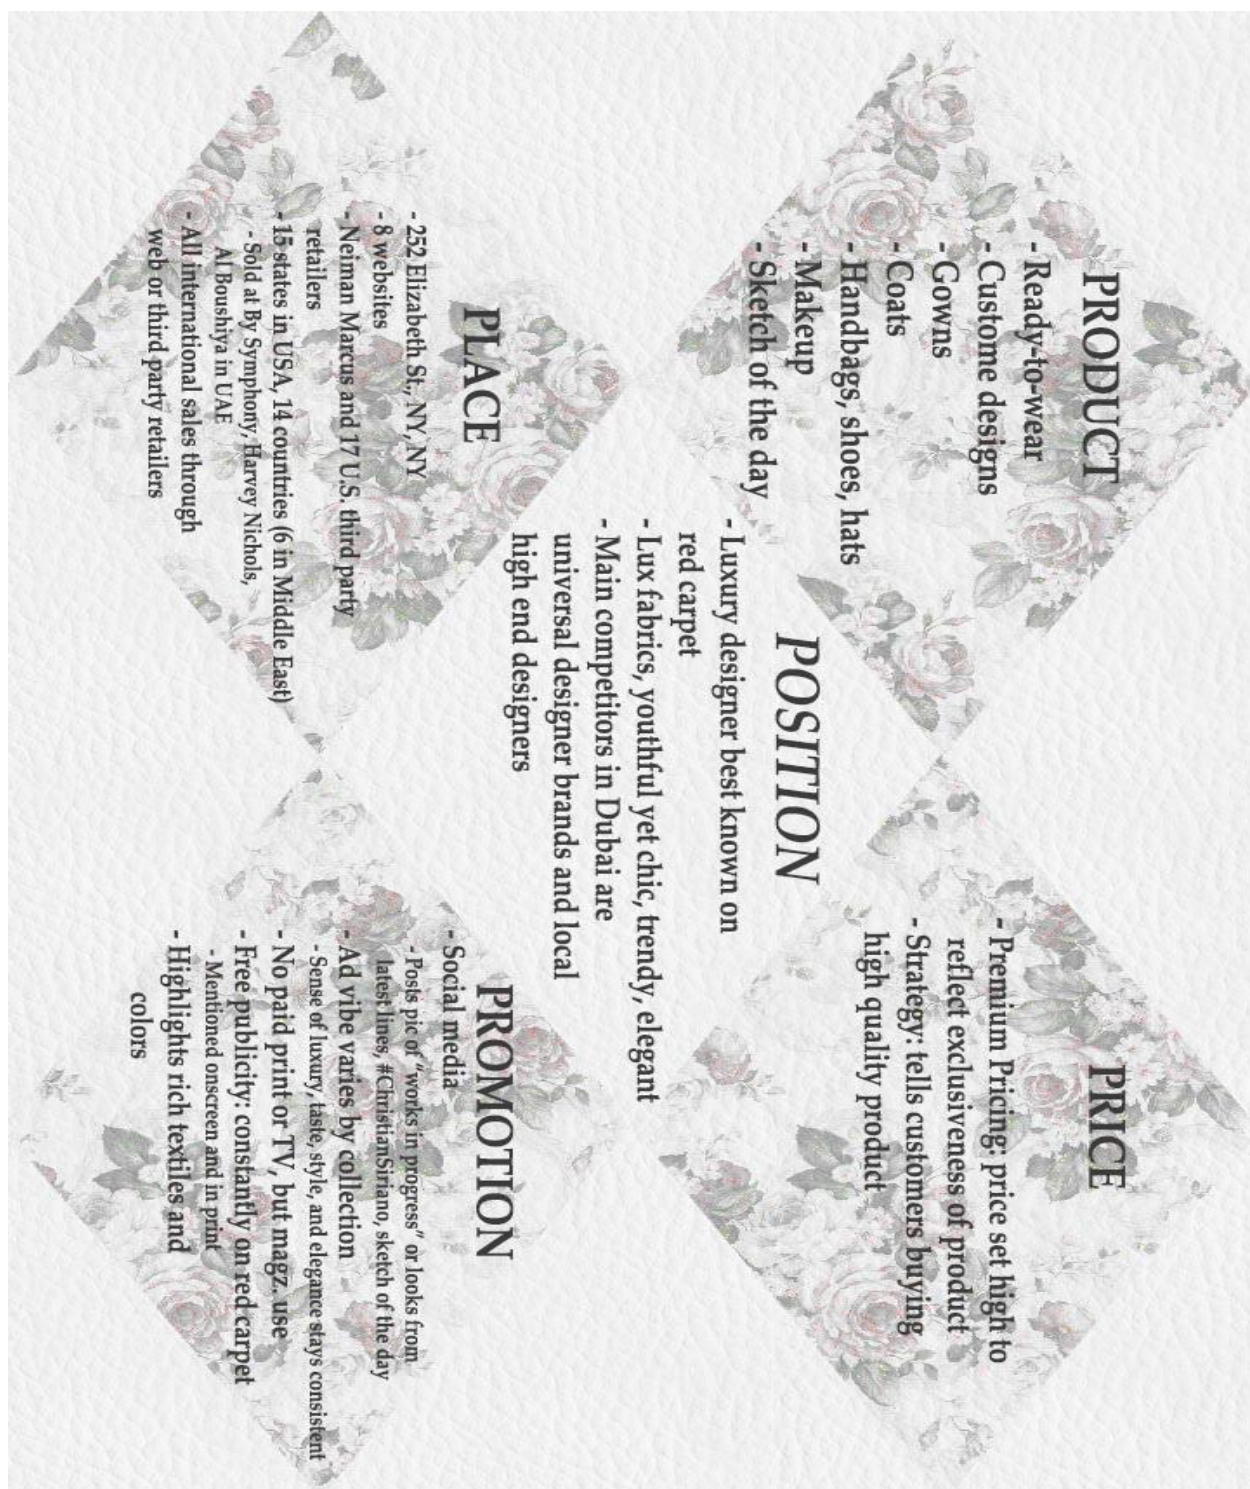 PRODUCT
- Ready-to-wear
- Custome designs
- Gowns
- Coats
- Handbags, shoes, hats
- Makeup
- Sketch of the day
PRICE
- Premium Pricing: price set high to
reflect exclusiveness of product
- Strategy: tells customers buying
high quality product
POSITION
- Luxury designer best known on
red carpet
- Lux fabrics, youthful yet chic, trendy, elegant
- Main competitors in Dubai are
universal designer brands and local
high end designers
PLACE
- 252 Elizabeth St., NY, NY
- 8 websites
- Neiman Marcus and 17 U.S. third party
retailers
- 15 states in USA, 14 countries (6 in Middle East)
- Sold at By Symphony, Harvey Nichols,
Al Boushiya in UAE
- All international sales through
web or third party retailers
PROMOTION
- Social media
- Posts pic of “works in progress” or looks from
latest lines, #ChristianSiriano, sketch of the day
- Ad vibe varies by collection
- Sense of luxury, taste, style, and elegance stays consistent
- No paid print or TV, but magz. use
- Free publicity: constantly on red carpet
- Mentioned onscreen and in print
- Highlights rich textiles and
colors